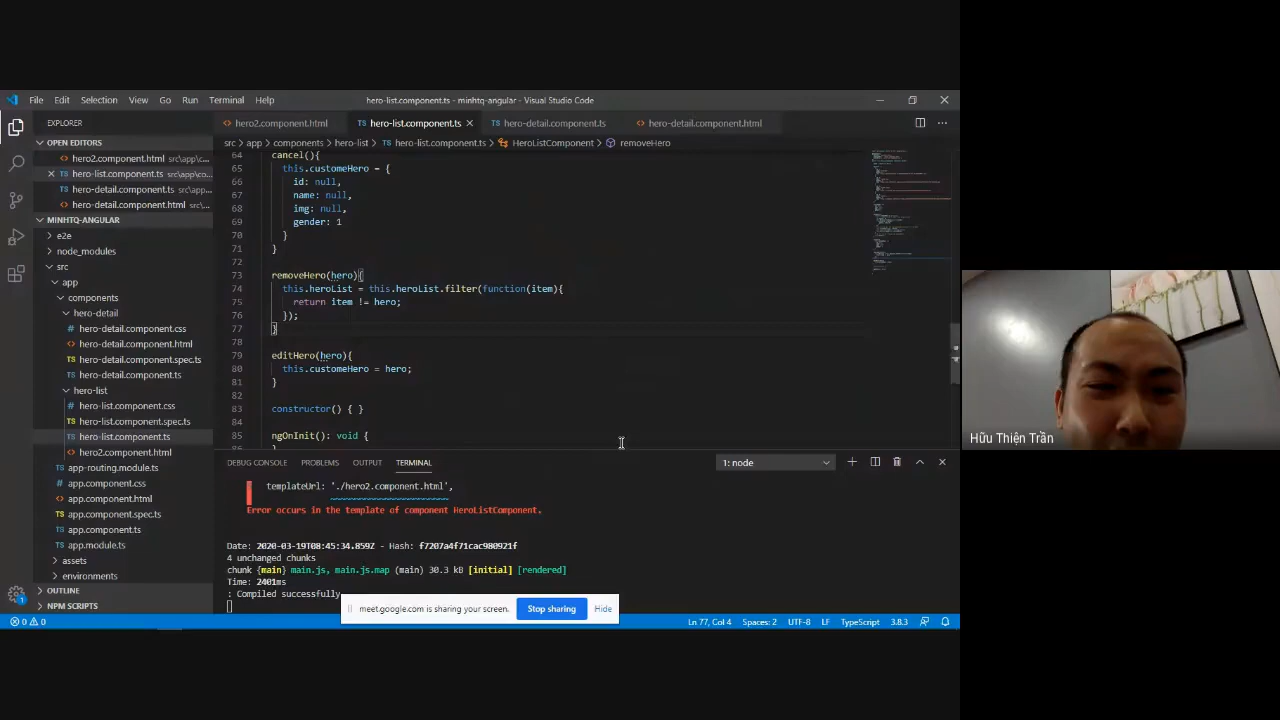 File Edit Selection View Go Run Terminal Help
hero-list.component.ts - minhtq-angular - Visual Studio Code
EXPLORER
OPEN EDITORS
hero2.component.html src\app\c...
hero-list.component.ts src\app\co...
hero-detail.component.ts src\app...
hero-detail.component.html src\...
MINHTQ-ANGULAR
e2e
node_modules
src
app
components
hero-detail
hero-detail.component.css
hero-detail.component.html
hero-detail.component.spec.ts
hero-detail.component.ts
hero-list
hero-list.component.css
hero-list.component.spec.ts
hero-list.component.ts
hero2.component.html
app-routing.module.ts
app.component.css
app.component.html
app.component.spec.ts
app.component.ts
app.module.ts
assets
environments
OUTLINE
NPM SCRIPTS
hero2.component.html
hero-list.component.ts
hero-detail.component.ts
hero-detail.component.html
src > app > components > hero-list > hero-list.component.ts > HeroListComponent > removeHero
64 cancel(){
65 this.customeHero = {
66 id: null,
67 name: null,
68 img: null,
69 gender: 1
70 }
71 }
72
73 removeHero(hero){
74 this.heroList = this.heroList.filter(function(item){
75 return item != hero;
76 });
77 }
78
79 editHero(hero){
80 this.customeHero = hero;
81 }
82
83 constructor() { }
84
85 ngOnInit(): void {
DEBUG CONSOLE PROBLEMS OUTPUT TERMINAL
1: node
templateUrl: './hero2.component.html',
~~~~~~~~~~~~~~~~~~~~~~~~
Error occurs in the template of component HeroListComponent.
Date: 2020-03-19T08:45:34.859Z - Hash: f7207a4f71cac980921f
4 unchanged chunks
chunk {main} main.js, main.js.map (main) 30.3 kB [initial] [rendered]
Time: 2401ms
: Compiled successfully
meet.google.com is sharing your screen. Stop sharing Hide
0 0
Ln 77, Col 4 Spaces: 2 UTF-8 LF TypeScript 3.8.3
1
Hữu Thiện Trần